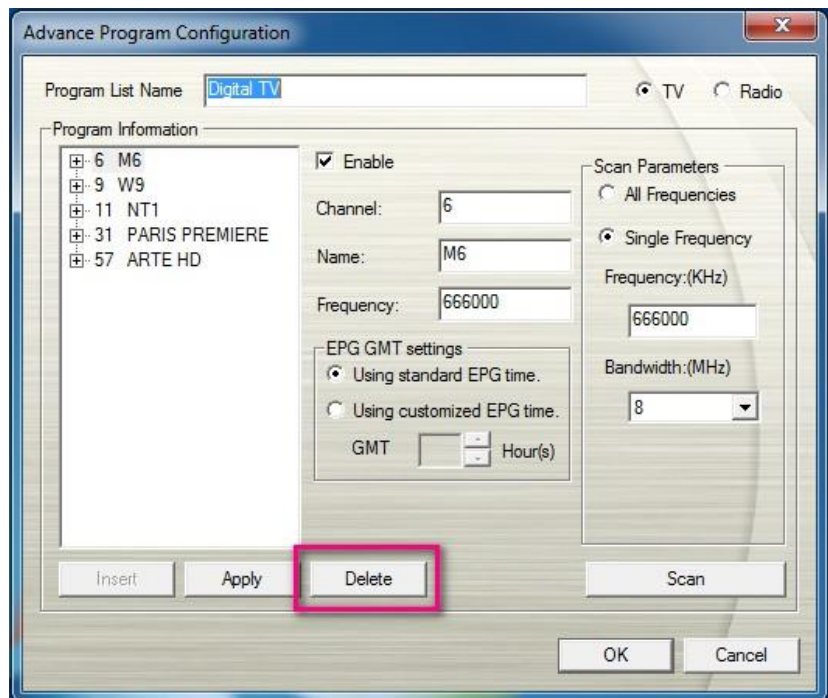 Advance Program Configuration
Program List Name Digital TV TV Radio
Program Information
6 M6
9 W9
11 NT1
31 PARIS PREMIERE
57 ARTE HD
Enable
Channel: 6
Name: M6
Frequency: 666000
EPG GMT settings
Using standard EPG time.
Using customized EPG time.
GMT Hour(s)
Scan Parameters
All Frequencies
Single Frequency
Frequency:(KHz)
666000
Bandwidth:(MHz)
8
Insert Apply Delete Scan
OK Cancel